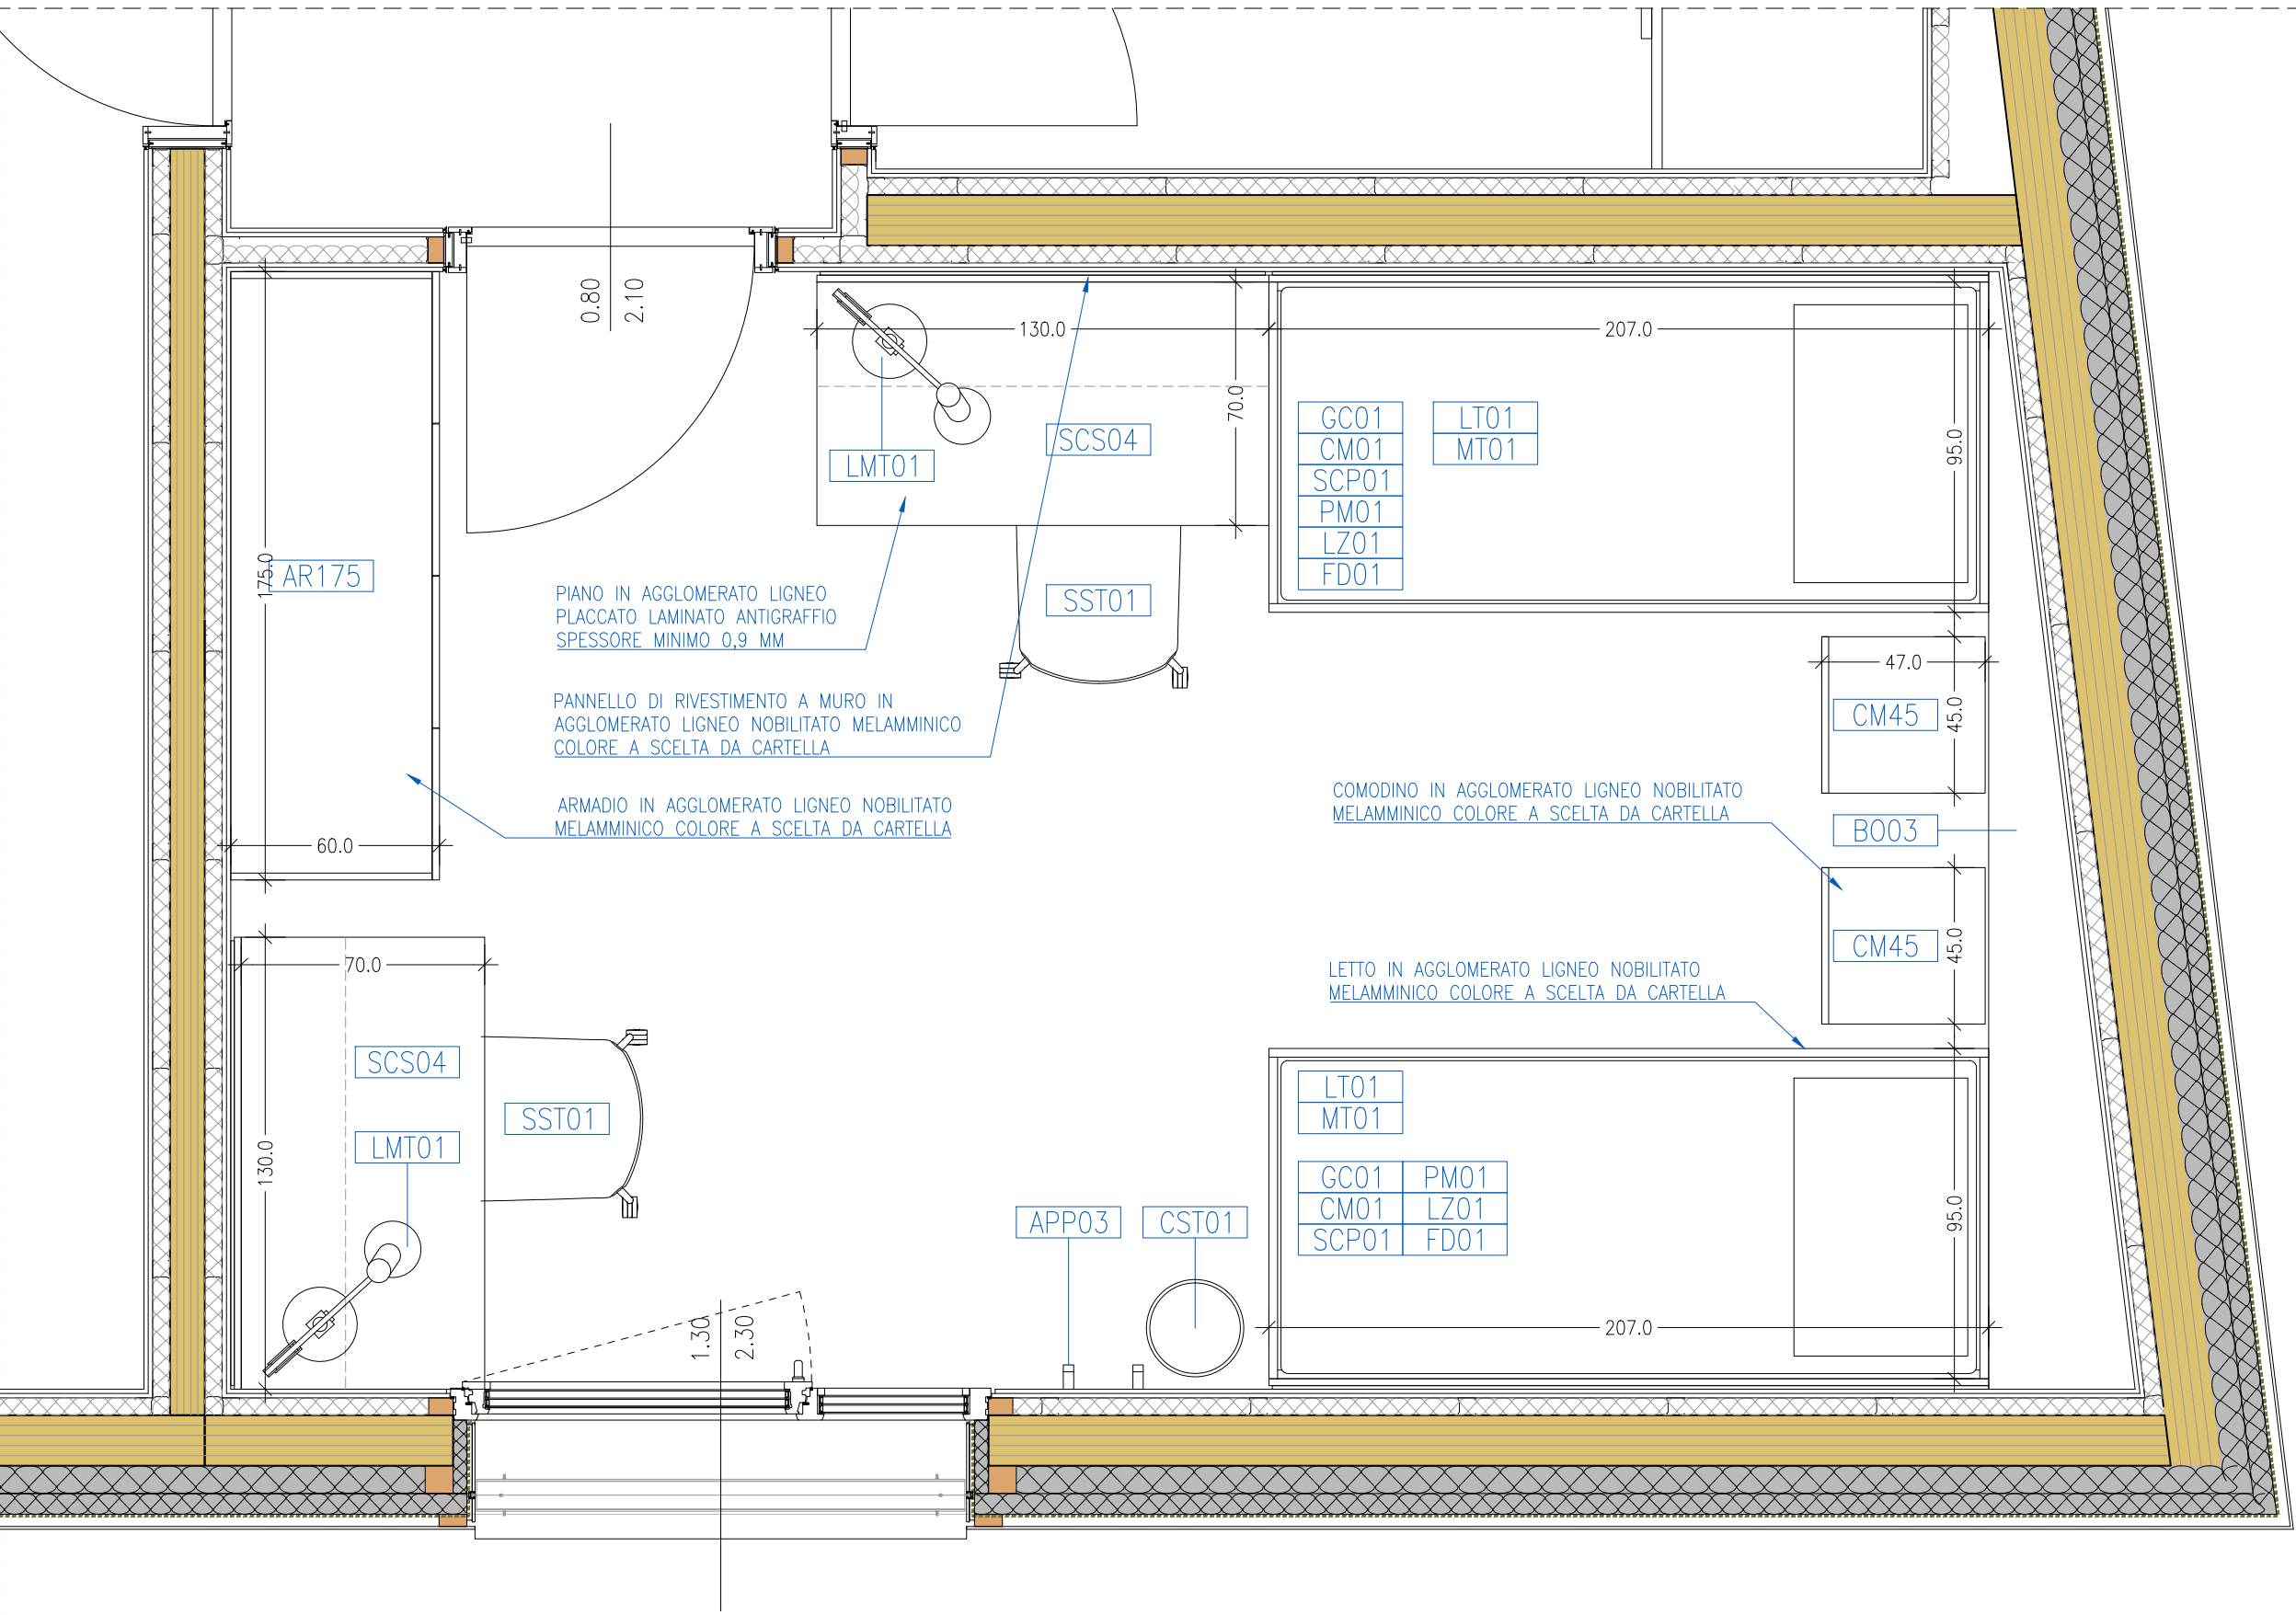 0.80
2.10
130.0
207.0
70.0
95.0
GC01
CM01
SCP01
PM01
LZ01
FD01
LT01
MT01
SCS04
LMT01
175.0
AR175
SST01
PIANO IN AGGLOMERATO LIGNEO
PLACCATO LAMINATO ANTIGRAFFIO
SPESSORE MINIMO 0,9 MM
47.0
CM45
45.0
PANNELLO DI RIVESTIMENTO A MURO IN
AGGLOMERATO LIGNEO NOBILITATO MELAMMINICO
COLORE A SCELTA DA CARTELLA
ARMADIO IN AGGLOMERATO LIGNEO NOBILITATO
MELAMMINICO COLORE A SCELTA DA CARTELLA
COMODINO IN AGGLOMERATO LIGNEO NOBILITATO
MELAMMINICO COLORE A SCELTA DA CARTELLA
BO03
60.0
CM45
45.0
70.0
LETTO IN AGGLOMERATO LIGNEO NOBILITATO
MELAMMINICO COLORE A SCELTA DA CARTELLA
SCS04
SST01
LMT01
130.0
LT01
MT01
GC01 PM01
CM01 LZ01
SCP01 FD01
APP03
CST01
95.0
207.0
1.30
2.30